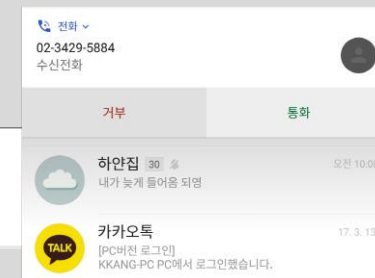 전화
02-3429-5884
수신전화
거부 통화
하얀집 30 오전 10:08
내가 늦게 들어옴 되영
TALK 카카오톡 17. 3. 13
[PC버전 로그인]
KKANG-PC PC에서 로그인했습니다.